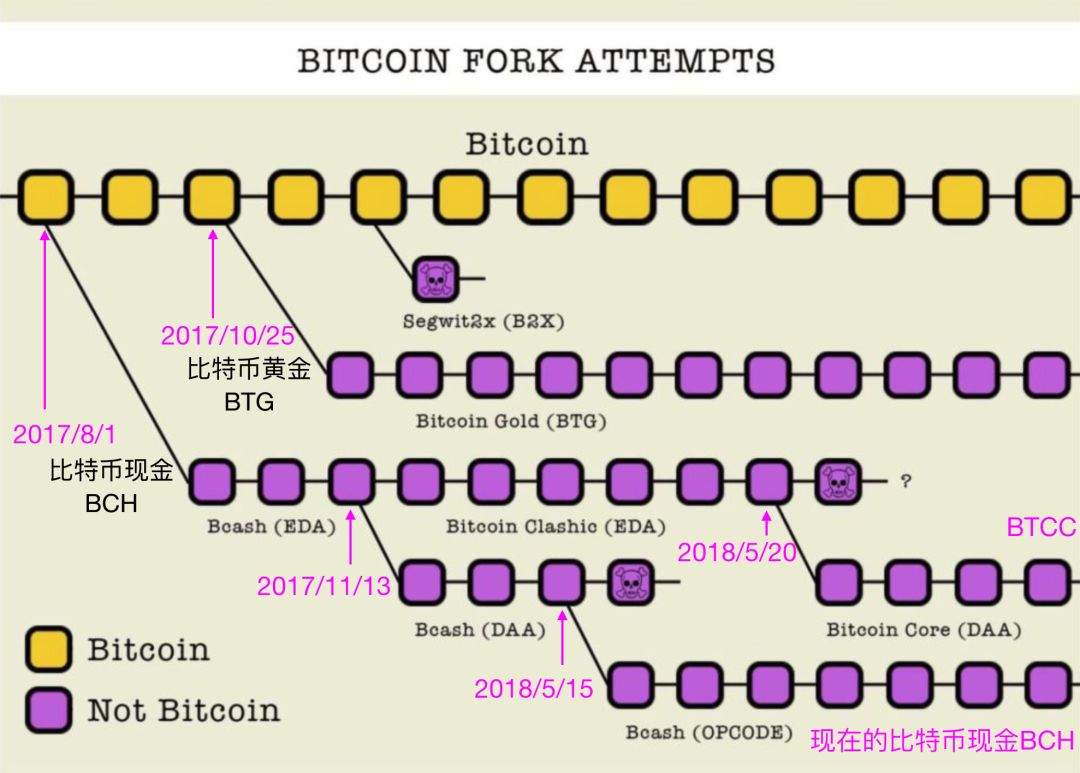 BITCOIN FORK ATTEMPTS
Bitcoin
Segwit2x (B2X)
2017/10/25
比特币黄金
BTG
Bitcoin Gold (BTG)
2017/8/1
比特币现金
BCH
?
Bcash (EDA)
Bitcoin Clashic (EDA)
BTCC
2018/5/20
2017/11/13
Bcash (DAA)
Bitcoin Core (DAA)
Bitcoin
2018/5/15
Not Bitcoin
Bcash (OPCODE)
现在的比特币现金BCH